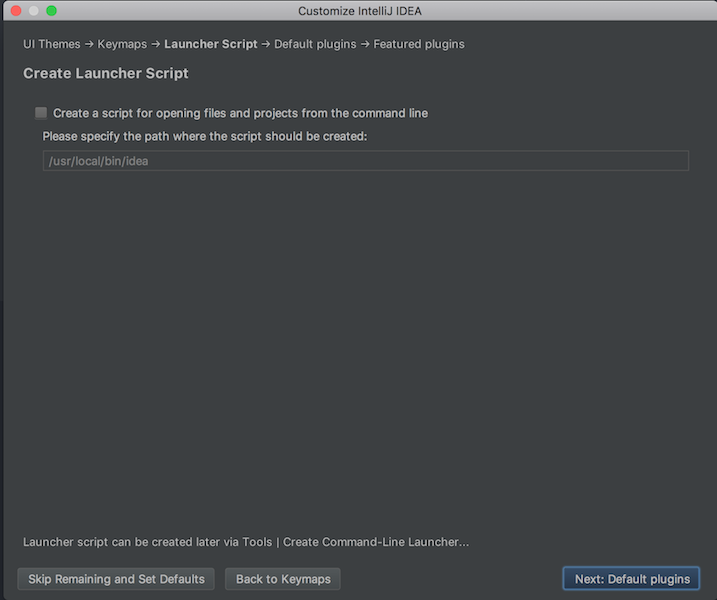 Customize IntelliJ IDEA
UI Themes → Keymaps → Launcher Script → Default plugins → Featured plugins
Create Launcher Script
Create a script for opening files and projects from the command line
Please specify the path where the script should be created:
/usr/local/bin/idea
Launcher script can be created later via Tools | Create Command-Line Launcher...
Skip Remaining and Set Defaults Back to Keymaps Next: Default plugins